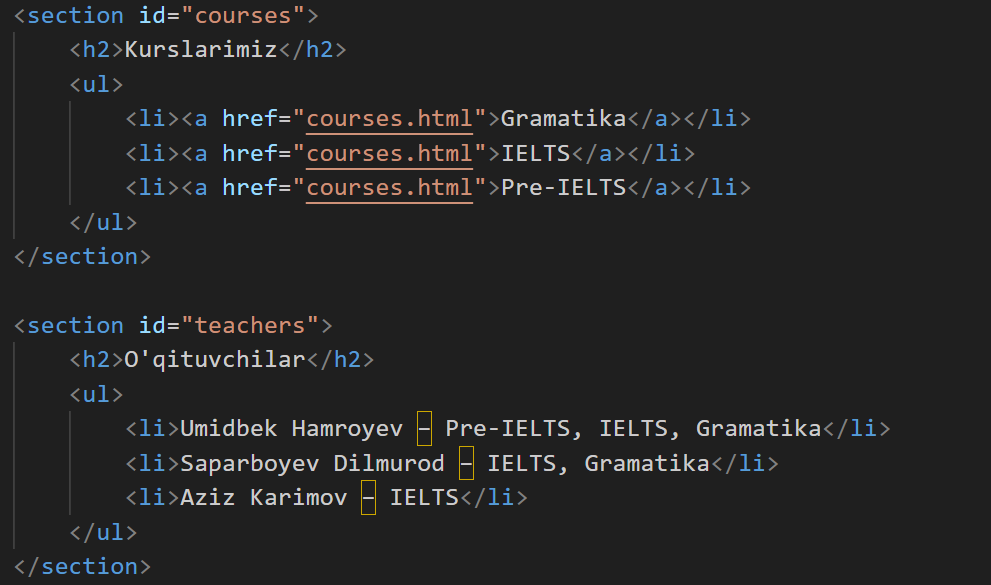 <section id="courses">
    <h2>Kurslarimiz</h2>
    <ul>
        <li><a href="courses.html">Gramatika</a></li>
        <li><a href="courses.html">IELTS</a></li>
        <li><a href="courses.html">Pre-IELTS</a></li>
    </ul>
</section>

<section id="teachers">
    <h2>O'qituvchilar</h2>
    <ul>
        <li>Umidbek Hamroyev – Pre-IELTS, IELTS, Gramatika</li>
        <li>Saparboyev Dilmurod – IELTS, Gramatika</li>
        <li>Aziz Karimov – IELTS</li>
    </ul>
</section>